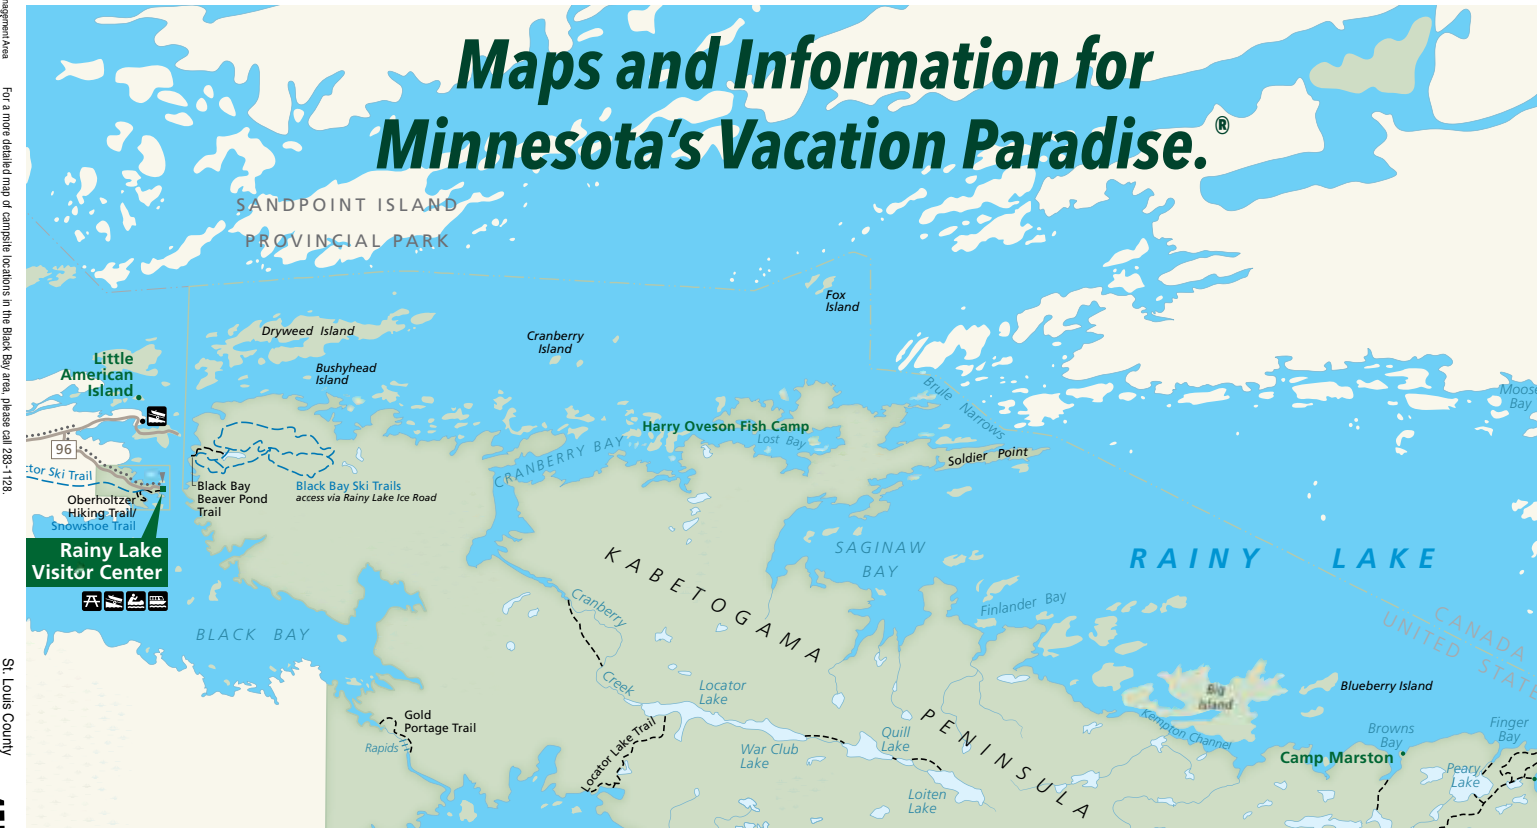 Maps and Information for
Minnesota’s Vacation Paradise.®
For a more detailed map of campsite locations in the Black Bay area, please call 283-1128.
St. Louis County
SANDPOINT ISLAND
PROVINCIAL PARK
Fox
Island
Dryweed Island
Cranberry
Island
Bushyhead
Island
Little
American
Island
Brule Narrows
Moose
Bay
Harry Oveson Fish Camp
Lost Bay
CRANBERRY BAY
Soldier Point
96
Ski Trail
Black Bay
Beaver Pond
Trail
Black Bay Ski Trails
access via Rainy Lake Ice Road
Oberholtzer
Hiking Trail/
Snowshoe Trail
Rainy Lake
Visitor Center
SAGINAW
BAY
RAINY LAKE
KABETOGAMA
PENINSULA
Finlander Bay
BLACK BAY
Cranberry
Creek
CANADA
UNITED STAT
Locator
Lake
Big
Island
Blueberry Island
Kempton Channel
Gold
Portage Trail
Rapids
Locator Lake Trail
War Club
Lake
Quill
Lake
Loiten
Lake
Browns
Bay
Finger
Bay
Camp Marston
Peary
Lake